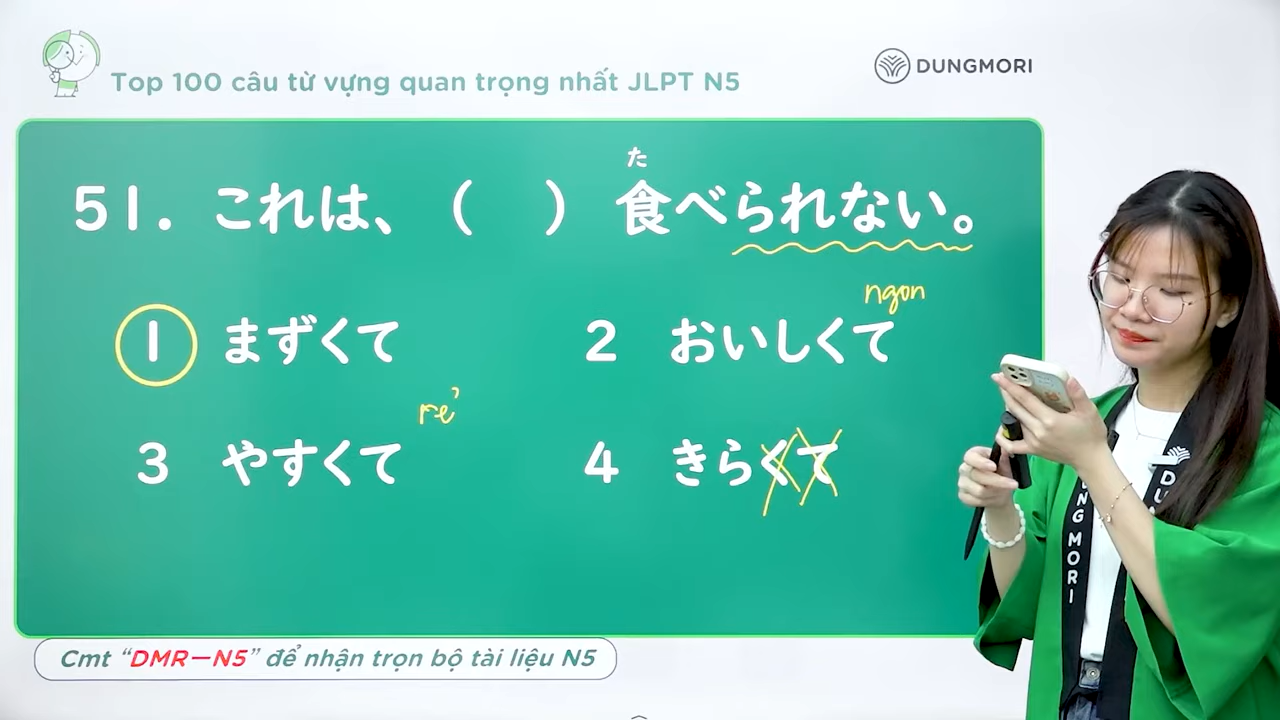 Top 100 câu từ vựng quan trọng nhất JLPT N5
DUNGMORI
た
51. これは、（ ） 食べられない。
ngon
1 まずくて
2 おいしくて
rẻ
3 やすくて
4 きらくて
Cmt “DMR—N5” để nhận trọn bộ tài liệu N5
DU
UNG MORI